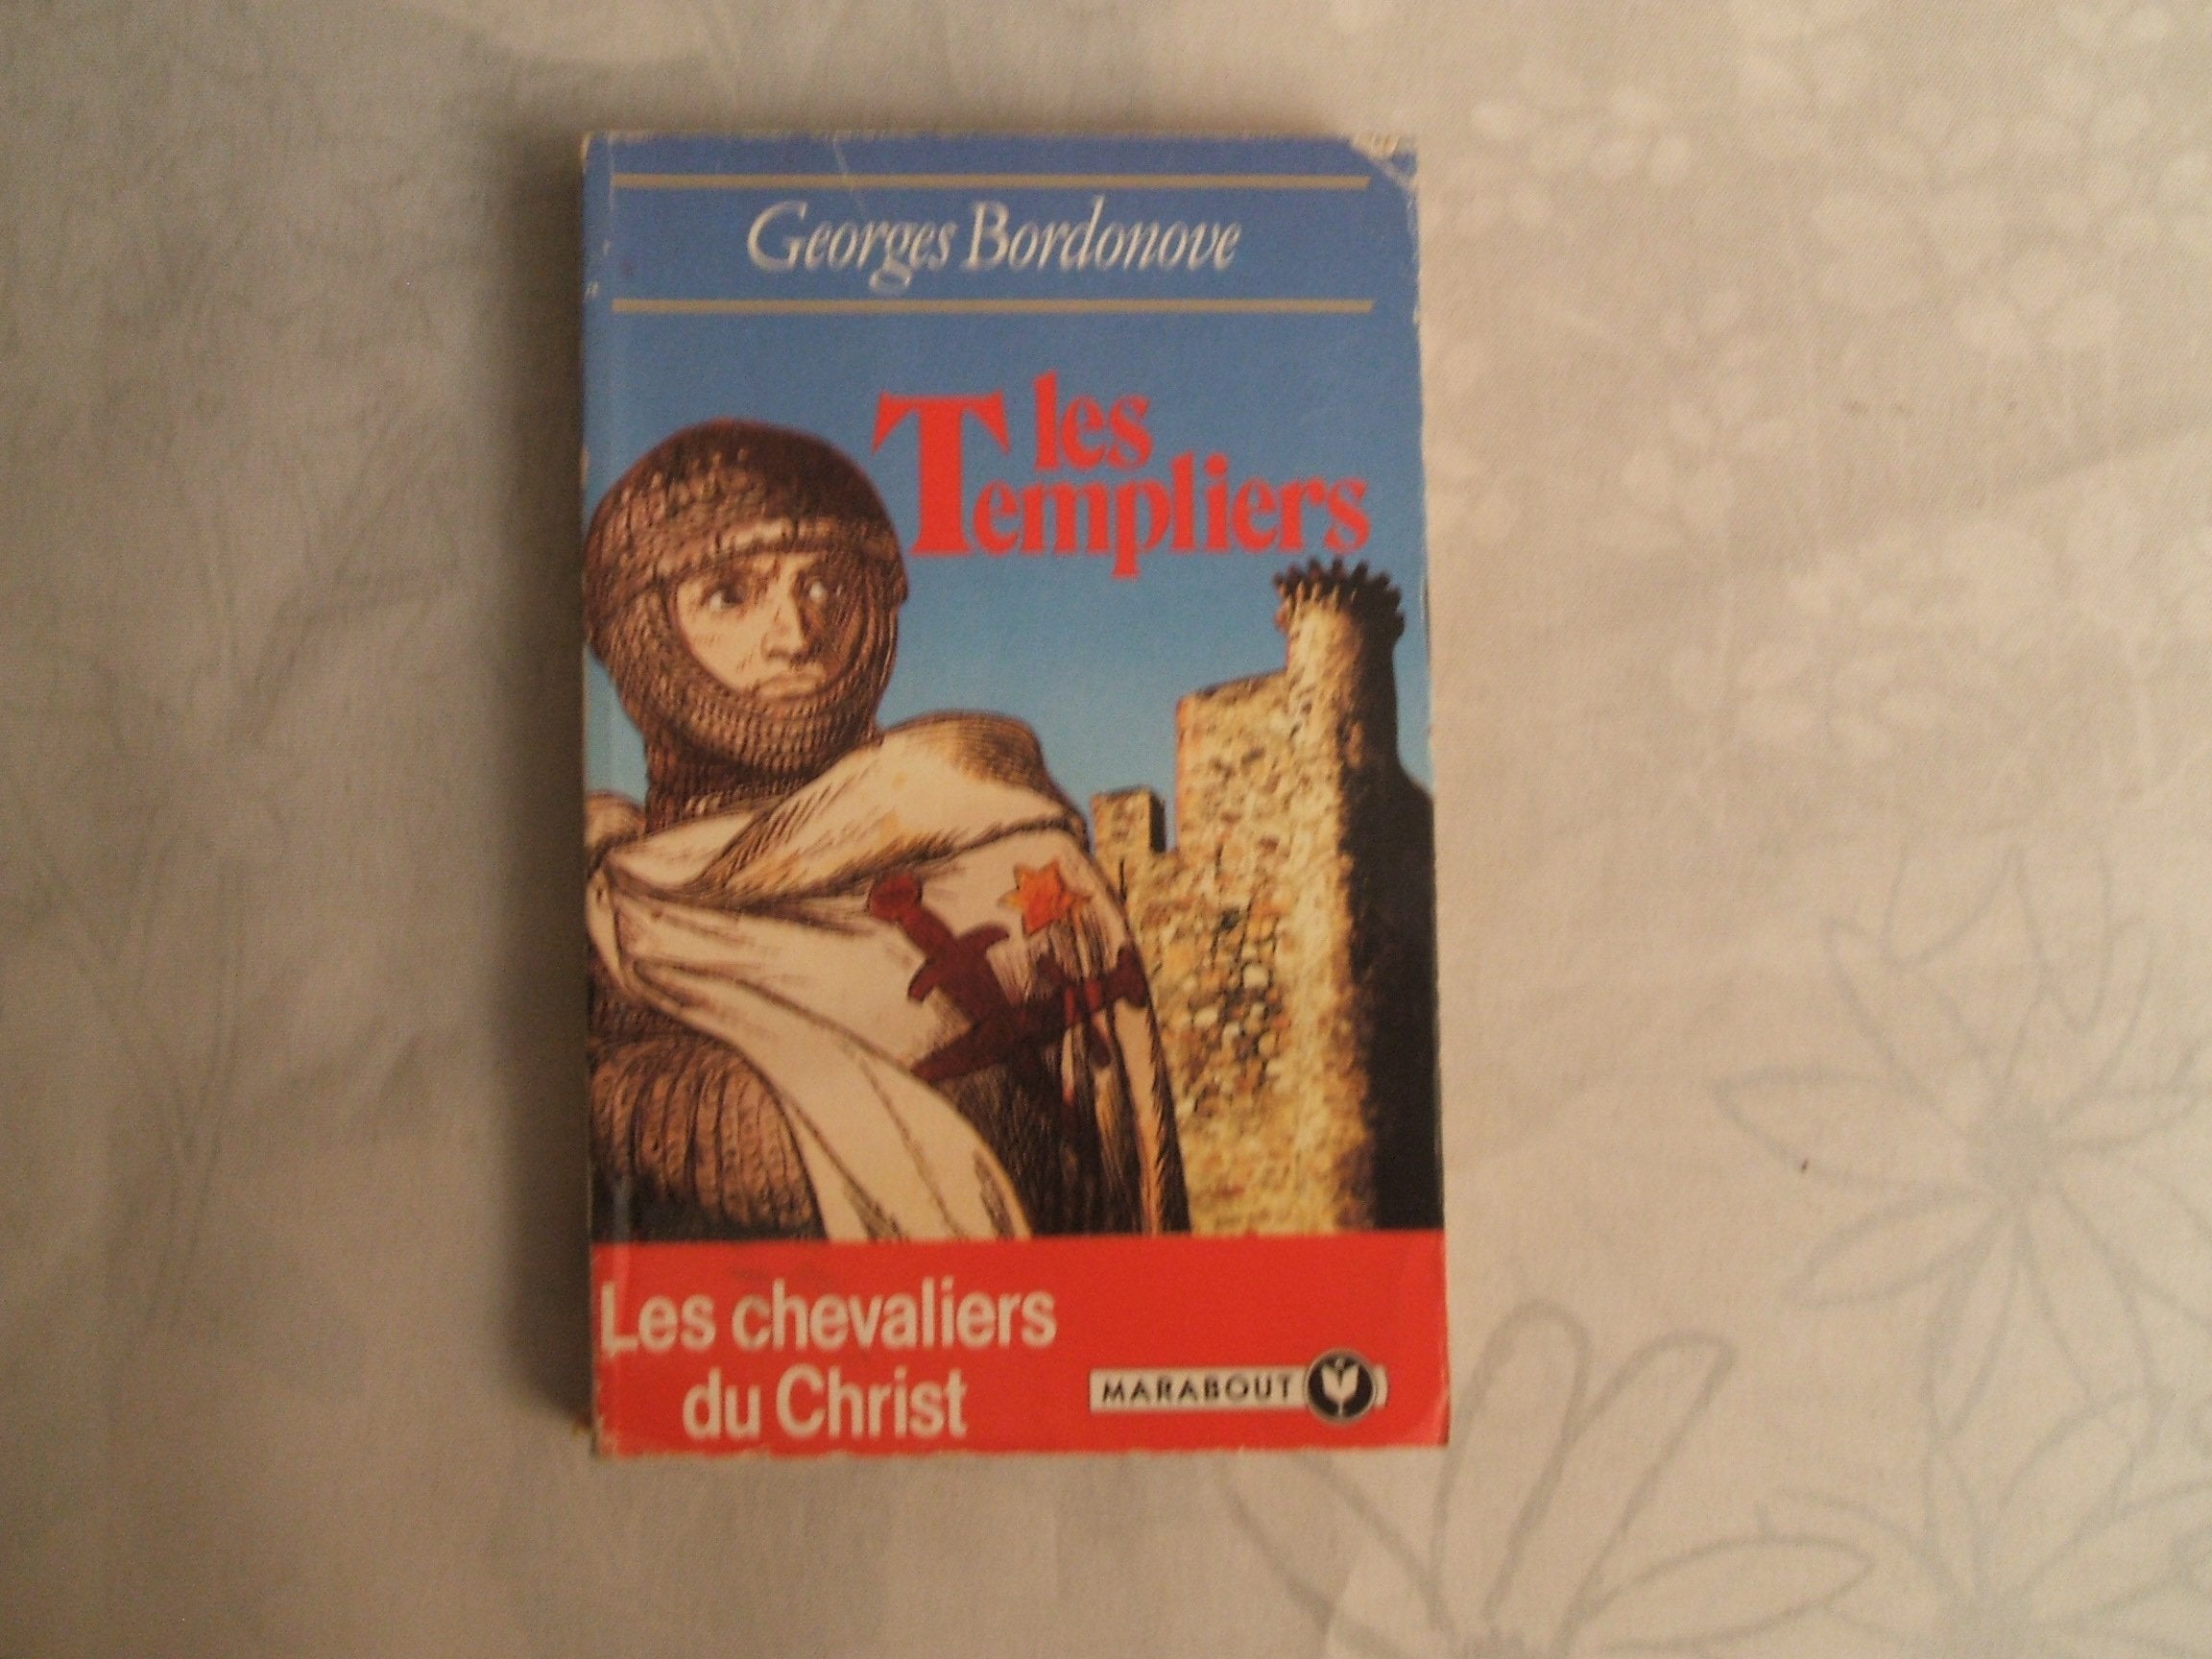 Georges Bordonove
les
Templiers
Les chevaliers
du Christ
MARABOUT